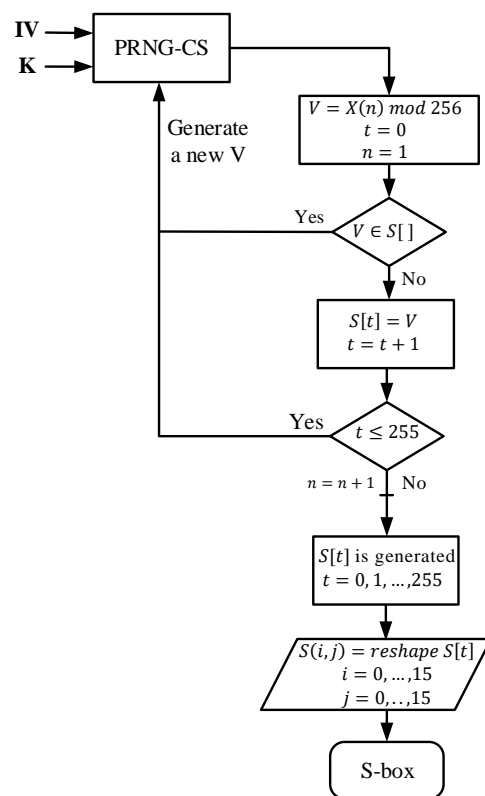 IV
K
PRNG-CS
Generate
a new V
V = X(n) mod 256
t = 0
n = 1
Yes
V ∈ S[ ]
No
S[t] = V
t = t + 1
Yes
t ≤ 255
n = n + 1
No
S[t] is generated
t = 0, 1, … ,255
S(i, j) = reshape S[t]
i = 0, … ,15
j = 0, . . ,15
S-box